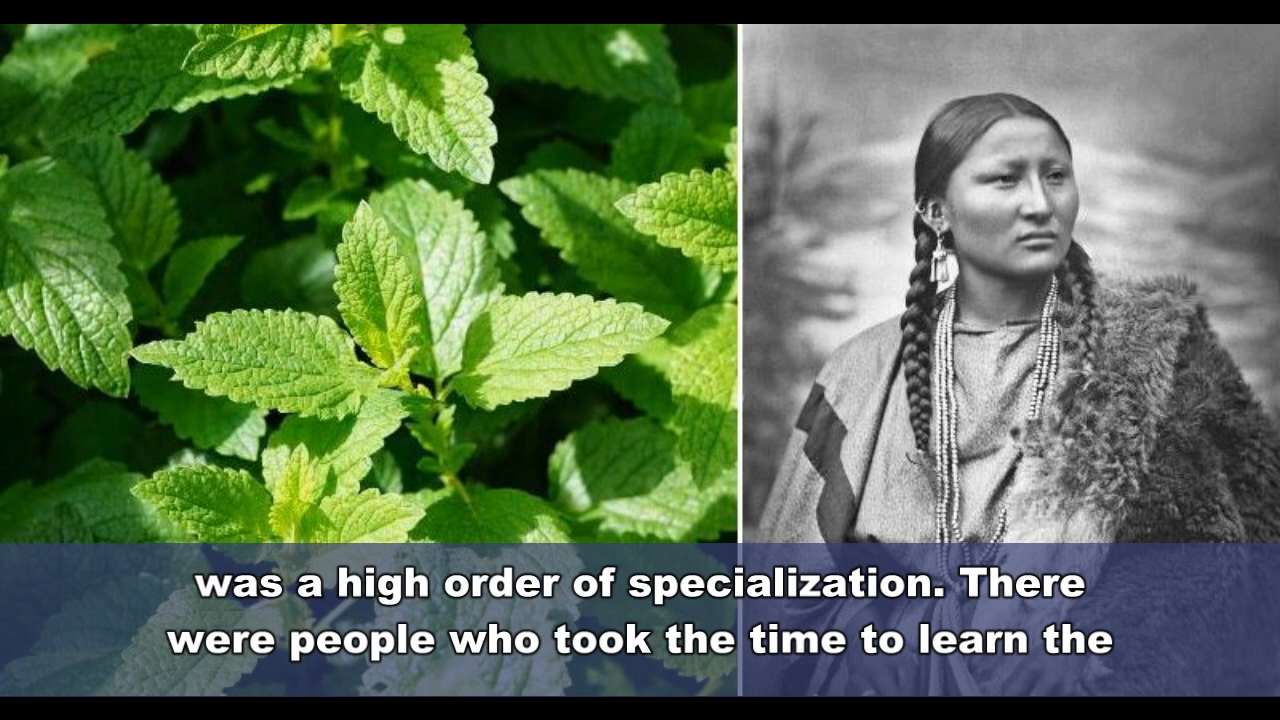 was a high order of specialization. There
were people who took the time to learn the